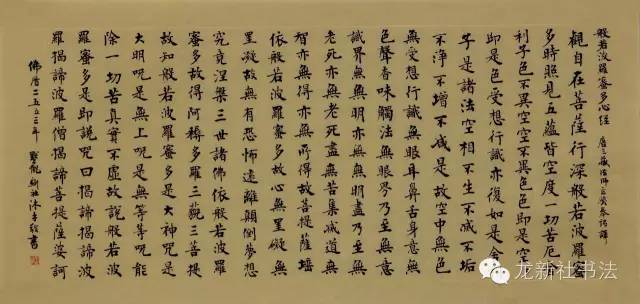 般若波羅蜜多心經 唐三藏法師玄奘奉詔譯
觀自在菩薩行深般若波羅蜜
多時照見五蘊皆空度一切苦厄舍
利子色不異空空不異色色即是空空
即是色受想行識亦復如是舍利
子是諸法空相不生不滅不垢
不淨不增不減是故空中無色
無受想行識無眼耳鼻舌身意無
色聲香味觸法無眼界乃至無意
識界無無明亦無無明盡乃至無
老死亦無老死盡無苦集滅道無
智亦無得以無所得故菩提薩埵
依般若波羅蜜多故心無罣礙無
罣礙故無有恐怖遠離顛倒夢想
究竟涅槃三世諸佛依般若波羅
蜜多故得阿耨多羅三藐三菩提
故知般若波羅蜜多是大神咒是
大明咒是無上咒是無等等咒能
除一切苦真實不虛故說般若波
羅蜜多咒即說咒曰揭諦揭諦波
羅揭諦波羅僧揭諦菩提薩婆訶
佛曆二五五三年 沐手敬書
龙新社书法